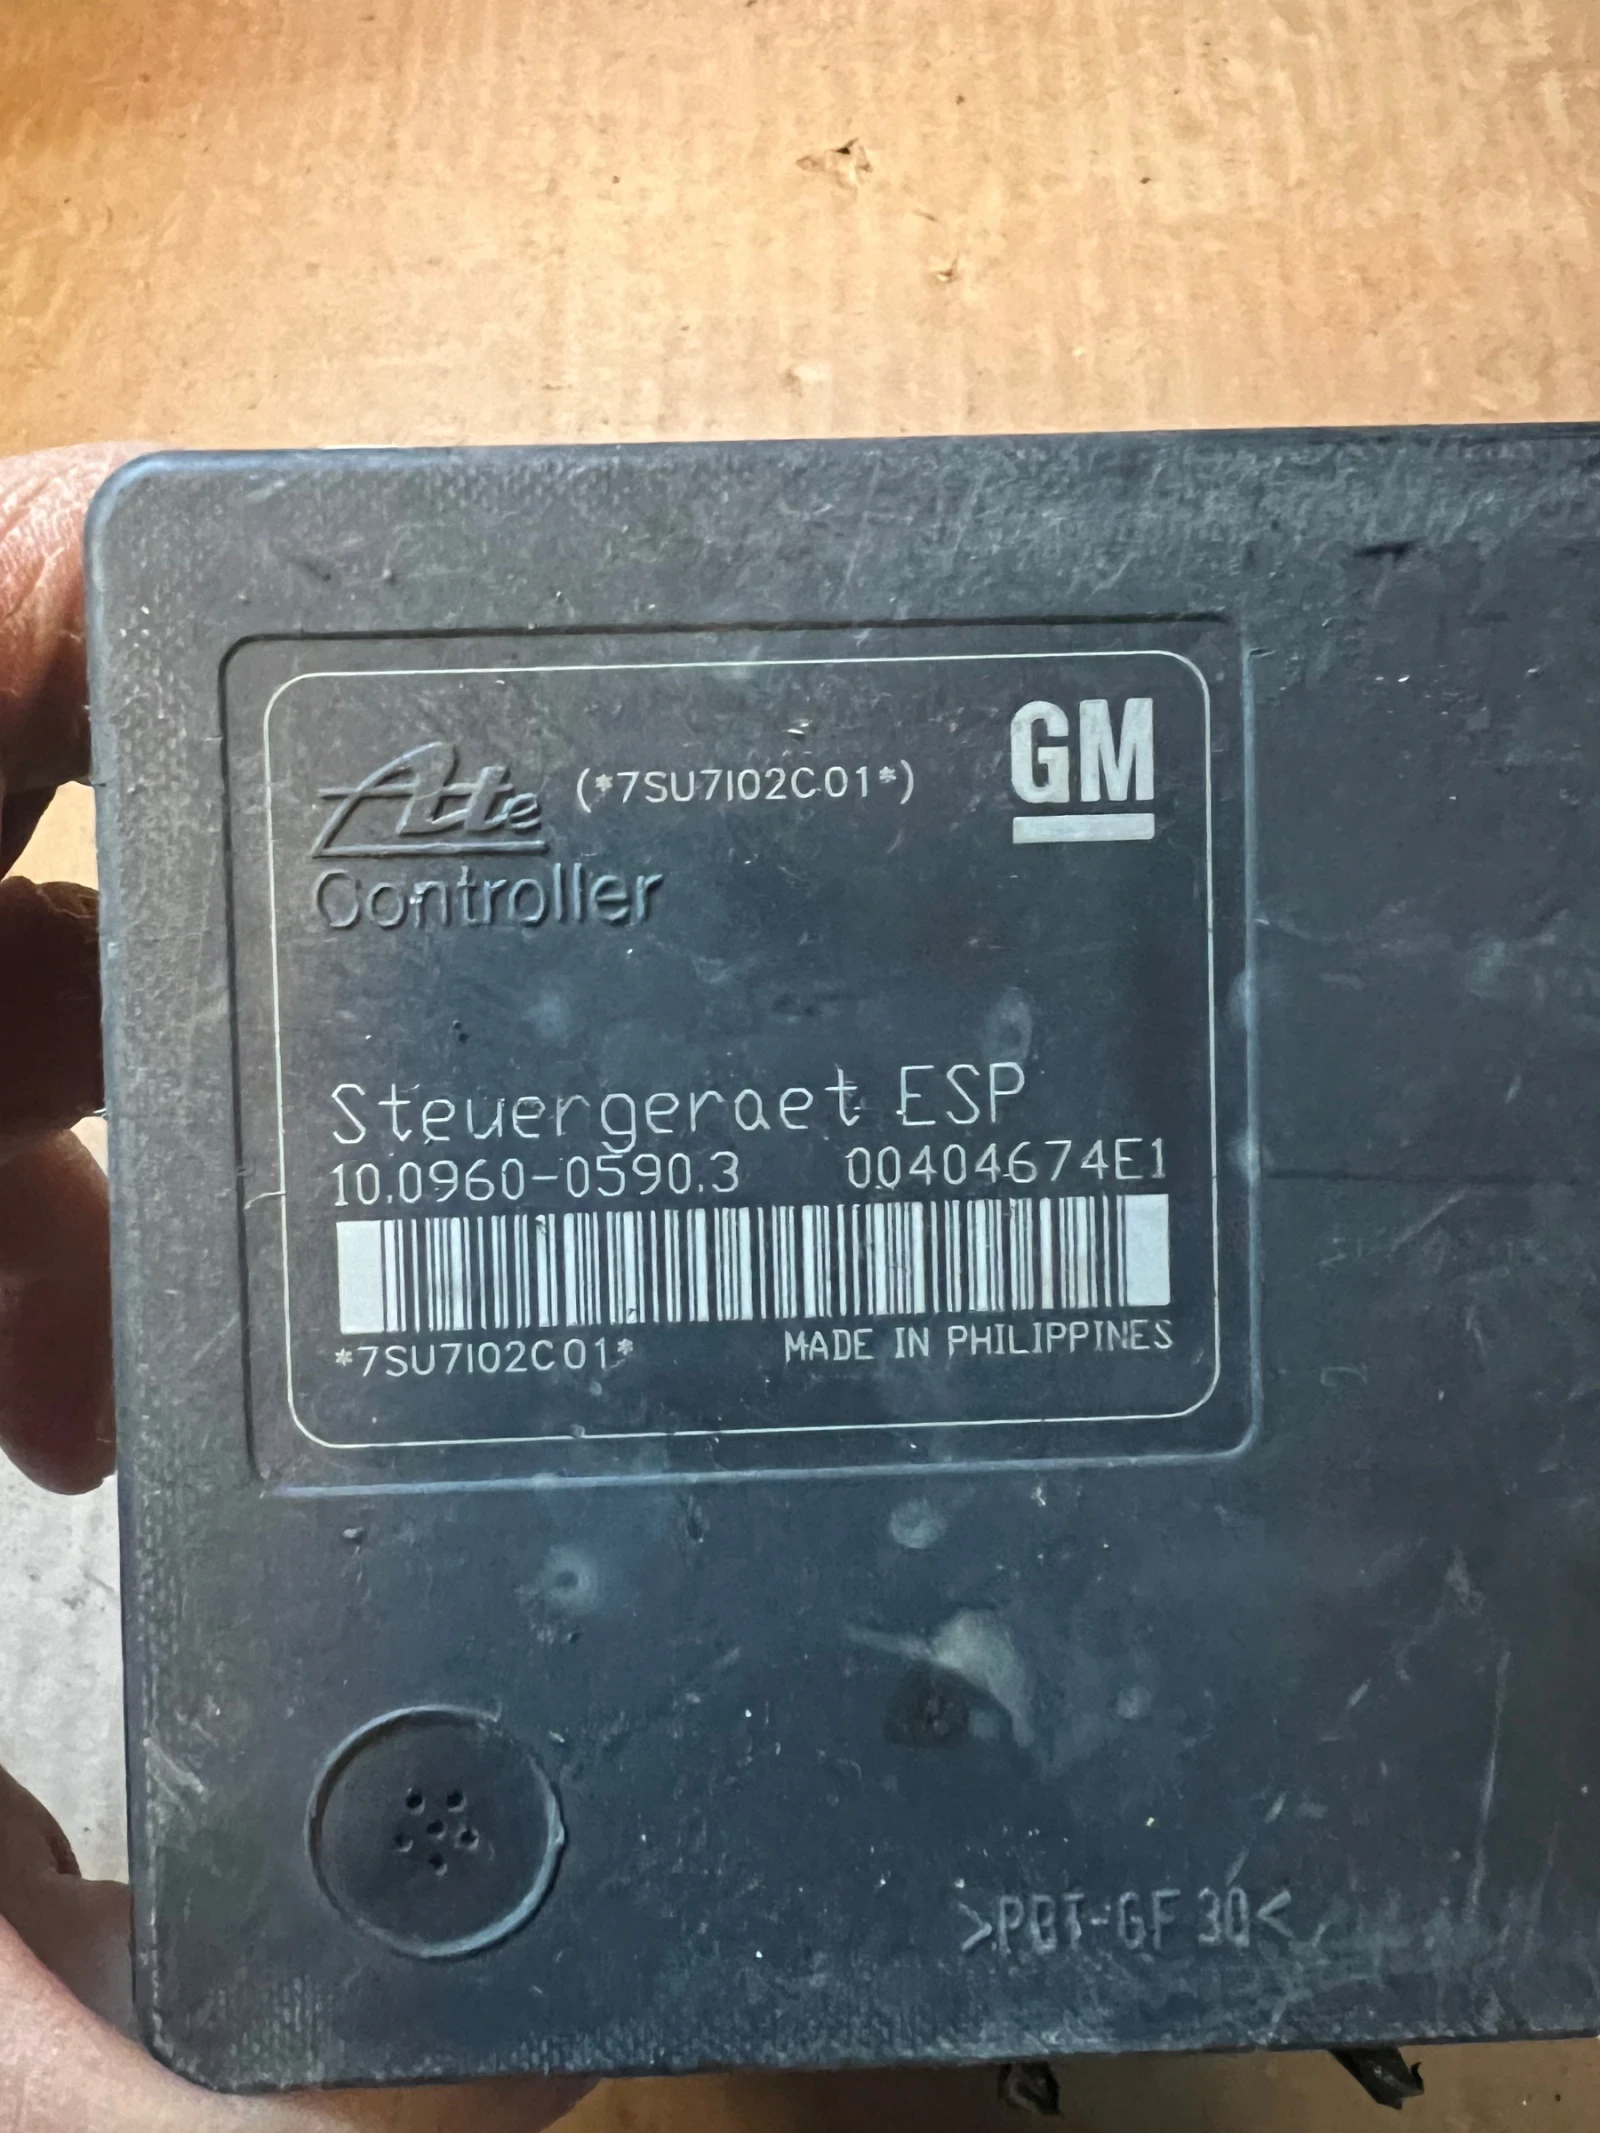 Ate (*7SU7I02C01*) GM
Controller
Steuergeraet ESP
10.0960-0590.3 00404674E1
*7SU7I02C01* MADE IN PHILIPPINES
>PBT-GF 30<